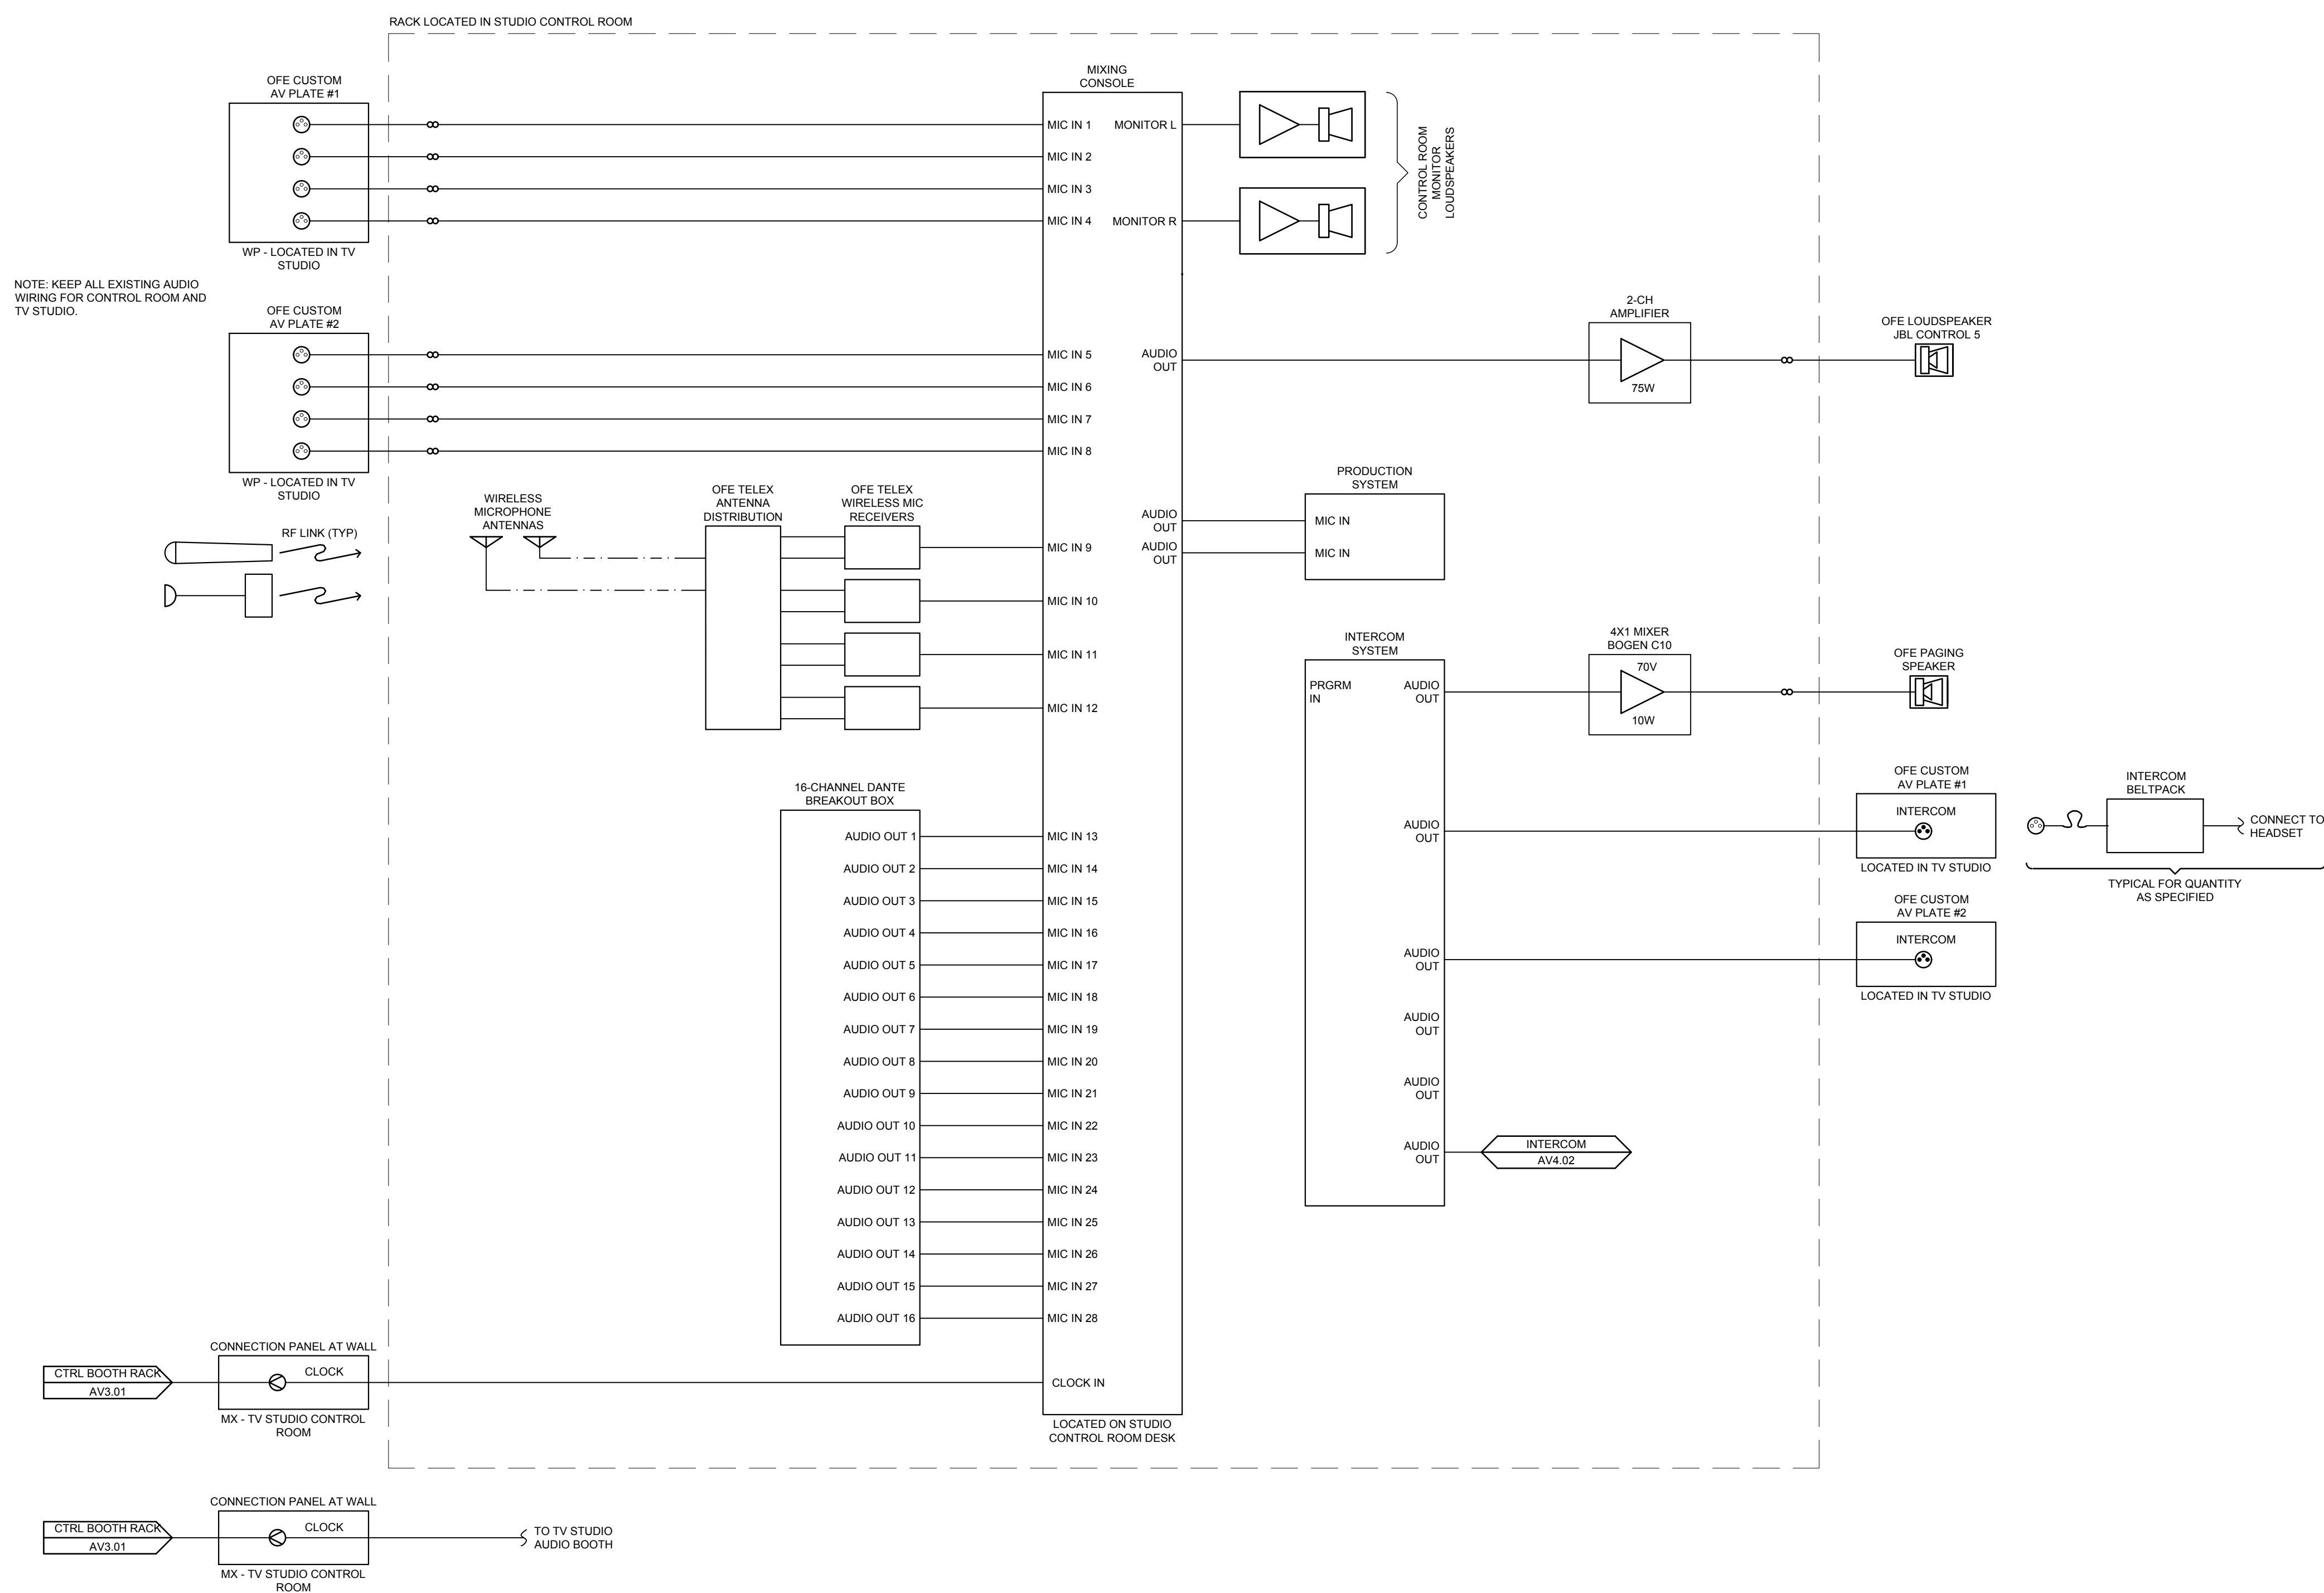 RACK LOCATED IN STUDIO CONTROL ROOM
OFE CUSTOM
AV PLATE #1
WP - LOCATED IN TV
STUDIO
NOTE: KEEP ALL EXISTING AUDIO
WIRING FOR CONTROL ROOM AND
TV STUDIO.
OFE CUSTOM
AV PLATE #2
WP - LOCATED IN TV
STUDIO
RF LINK (TYP)
WIRELESS
MICROPHONE
ANTENNAS
OFE TELEX
ANTENNA
DISTRIBUTION
OFE TELEX
WIRELESS MIC
RECEIVERS
16-CHANNEL DANTE
BREAKOUT BOX
AUDIO OUT 1
AUDIO OUT 2
AUDIO OUT 3
AUDIO OUT 4
AUDIO OUT 5
AUDIO OUT 6
AUDIO OUT 7
AUDIO OUT 8
AUDIO OUT 9
AUDIO OUT 10
AUDIO OUT 11
AUDIO OUT 12
AUDIO OUT 13
AUDIO OUT 14
AUDIO OUT 15
AUDIO OUT 16
MIXING
CONSOLE
MIC IN 1
MIC IN 2
MIC IN 3
MIC IN 4
MIC IN 5
MIC IN 6
MIC IN 7
MIC IN 8
MIC IN 9
MIC IN 10
MIC IN 11
MIC IN 12
MIC IN 13
MIC IN 14
MIC IN 15
MIC IN 16
MIC IN 17
MIC IN 18
MIC IN 19
MIC IN 20
MIC IN 21
MIC IN 22
MIC IN 23
MIC IN 24
MIC IN 25
MIC IN 26
MIC IN 27
MIC IN 28
CLOCK IN
MONITOR L
MONITOR R
AUDIO
OUT
AUDIO
OUT
AUDIO
OUT
LOCATED ON STUDIO
CONTROL ROOM DESK
CONTROL ROOM
MONITOR
LOUDSPEAKERS
2-CH
AMPLIFIER
75W
OFE LOUDSPEAKER
JBL CONTROL 5
PRODUCTION
SYSTEM
MIC IN
MIC IN
INTERCOM
SYSTEM
PRGRM
IN
AUDIO
OUT
AUDIO
OUT
AUDIO
OUT
AUDIO
OUT
AUDIO
OUT
AUDIO
OUT
4X1 MIXER
BOGEN C10
70V
10W
OFE PAGING
SPEAKER
OFE CUSTOM
AV PLATE #1
INTERCOM
LOCATED IN TV STUDIO
INTERCOM
BELTPACK
CONNECT TO
HEADSET
TYPICAL FOR QUANTITY
AS SPECIFIED
OFE CUSTOM
AV PLATE #2
INTERCOM
LOCATED IN TV STUDIO
INTERCOM
AV4.02
CONNECTION PANEL AT WALL
CTRL BOOTH RACK
AV3.01
CLOCK
MX - TV STUDIO CONTROL
ROOM
CONNECTION PANEL AT WALL
CTRL BOOTH RACK
AV3.01
CLOCK
TO TV STUDIO
AUDIO BOOTH
MX - TV STUDIO CONTROL
ROOM